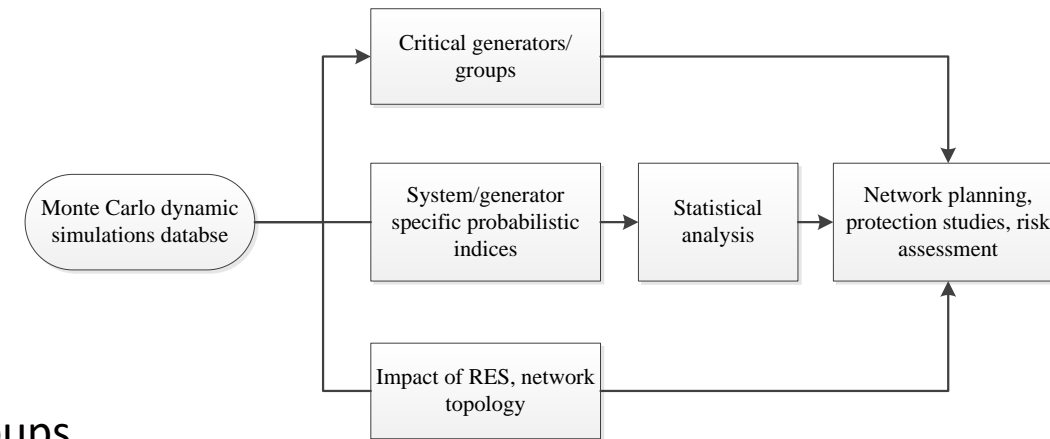 Critical generators/
groups
Monte Carlo dynamic
simulations databse
System/generator
specific probabilistic
indices
Statistical
analysis
Network planning,
protection studies, risk
assessment
Impact of RES, network
topology